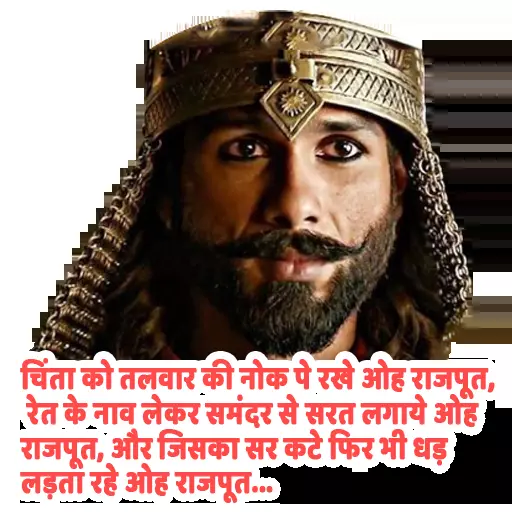 चिंता को तलवार की नोक पे रखे ओह राजपूत,
रेत के नाव लेकर समंदर से सरत लगाये ओह
राजपूत, और जिसका सर कटे फिर भी धड़
लड़ता रहे ओह राजपूत...